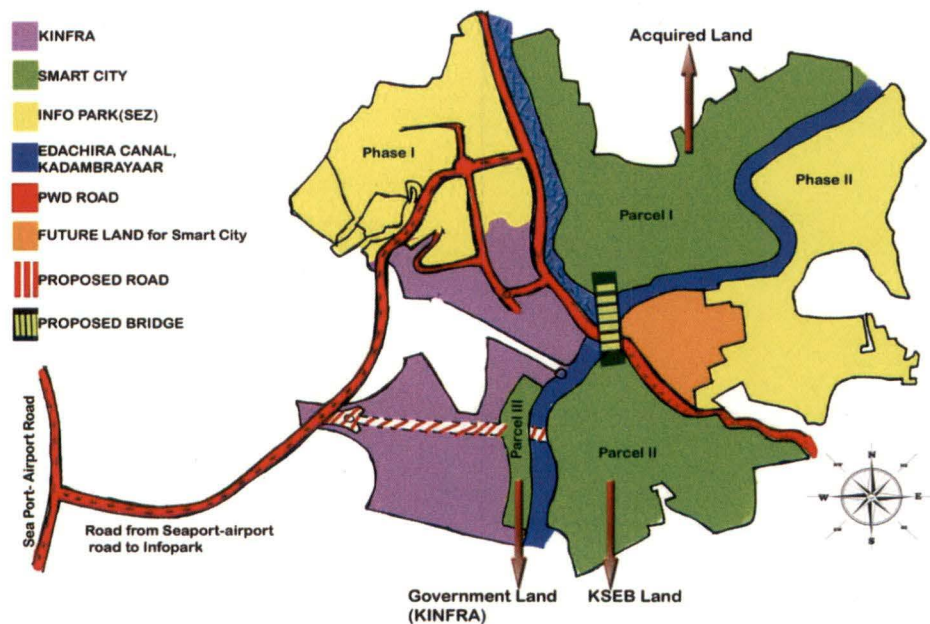 KINFRA
SMART CITY
INFO PARK(SEZ)
EDACHIRA CANAL,
KADAMBRAYAAR
PWD ROAD
FUTURE LAND for Smart City
PROPOSED ROAD
PROPOSED BRIDGE
Acquired Land
Phase I
Phase II
Parcel I
Parcel III
Parcel II
Sea Port- Airport Road
Road from Seaport-airport
road to Infopark
Government Land
(KINFRA)
KSEB Land
N
W
E
S